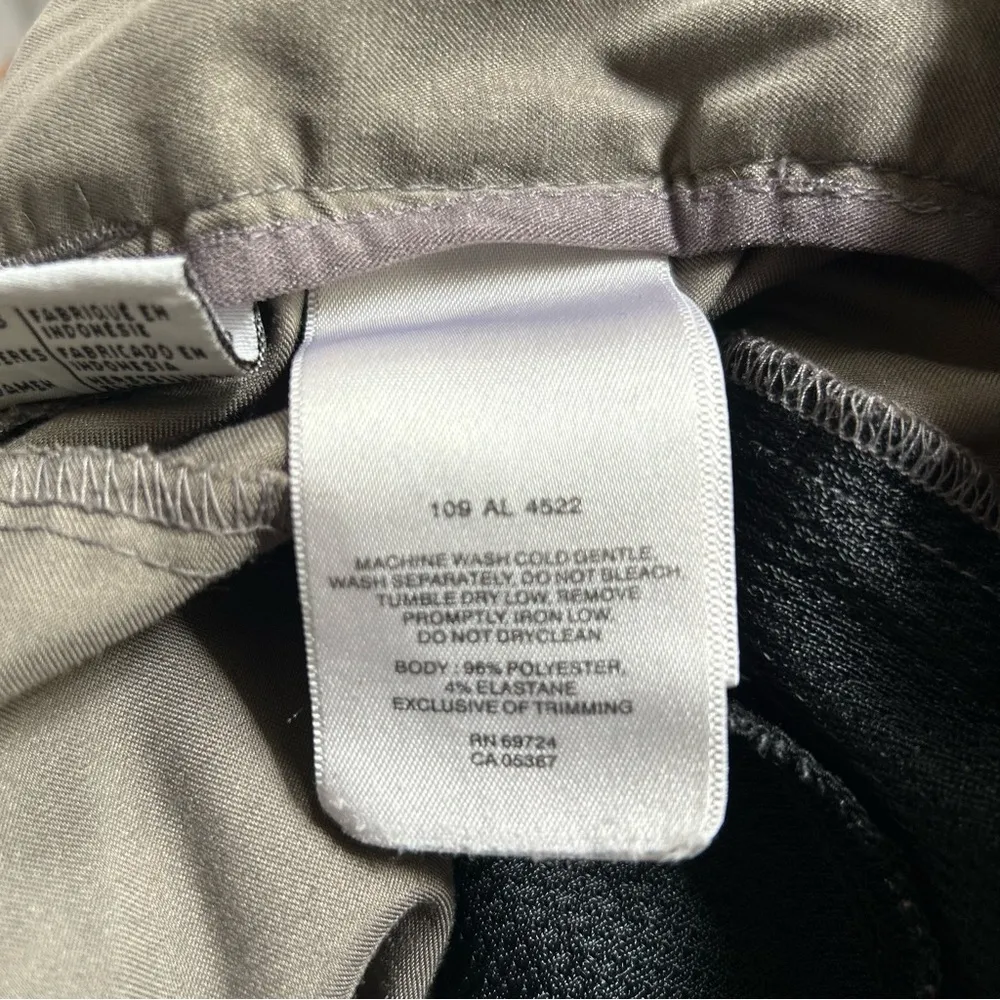 FABRIQUÉ EN
INDONÉSIE
FABRICADO EN
INDONESIA
109 AL 4522
MACHINE WASH COLD GENTLE,
WASH SEPARATELY, DO NOT BLEACH,
TUMBLE DRY LOW, REMOVE
PROMPTLY, IRON LOW.
DO NOT DRYCLEAN
BODY : 96% POLYESTER,
4% ELASTANE
EXCLUSIVE OF TRIMMING
RN 69724
CA 05387